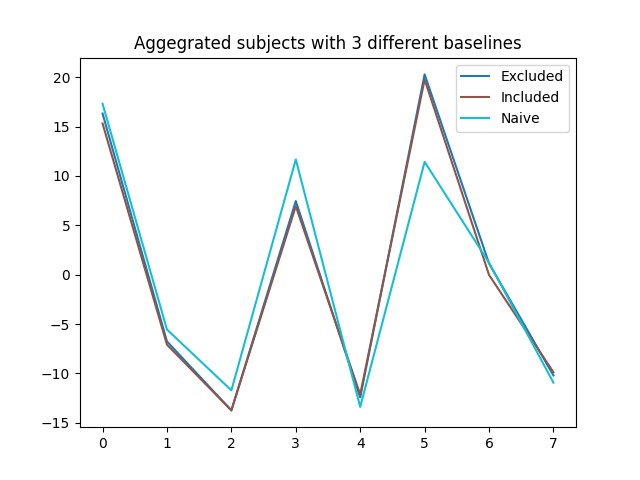 Aggegrated subjects with 3 different baselines
Excluded
Included
Naive
20
15
10
5
0
−5
−10
−15
0 1 2 3 4 5 6 7